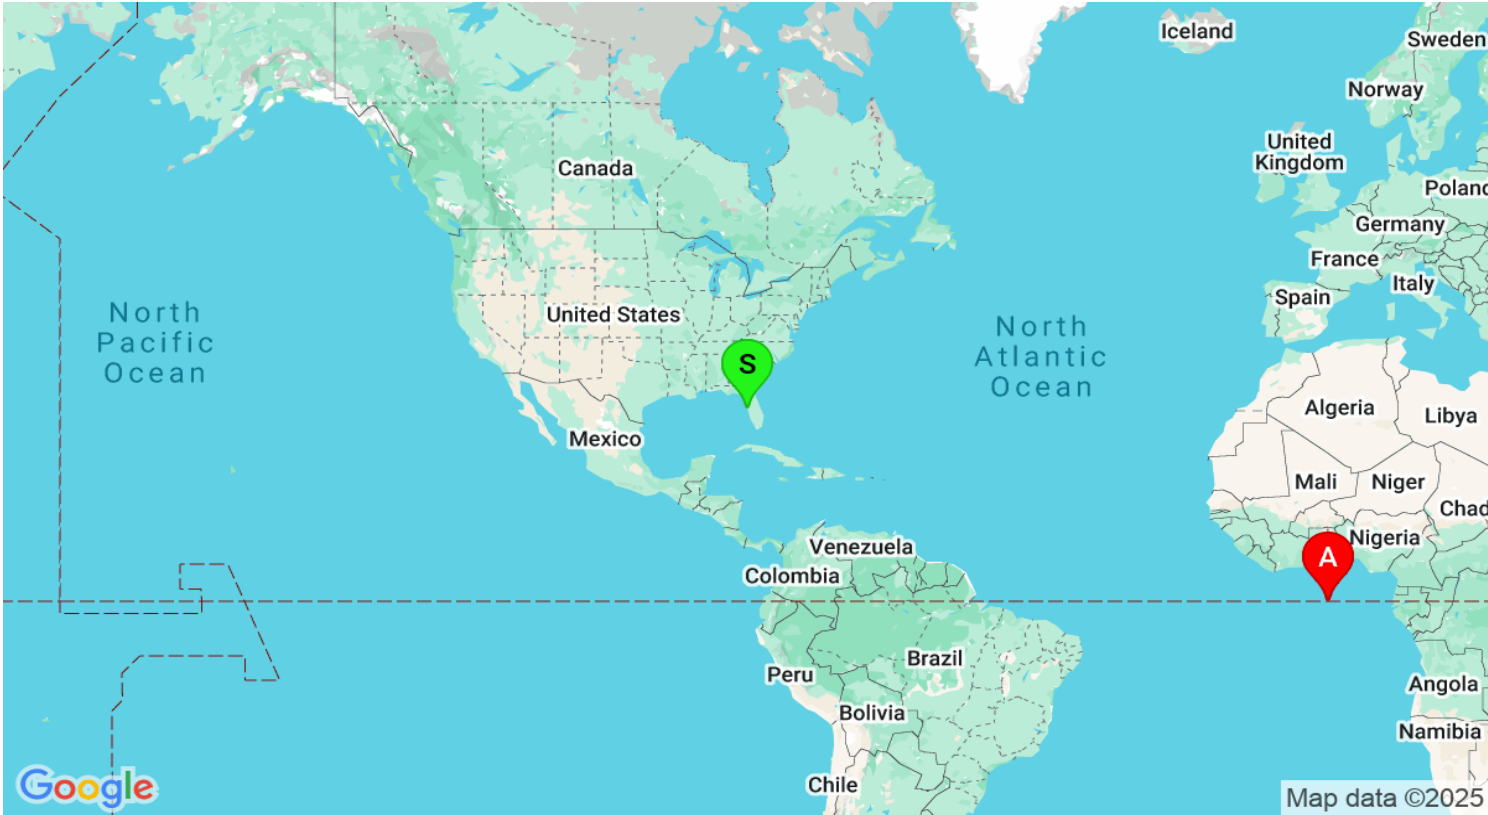 Iceland
Sweden
Norway
United
Kingdom
Canada
Poland
Germany
France
Italy
Spain
North
Pacific
Ocean
United States
North
Atlantic
Ocean
S
Algeria
Libya
Mexico
Mali
Niger
Chad
Nigeria
Venezuela
A
Colombia
Brazil
Peru
Angola
Bolivia
Namibia
Chile
Google
Map data ©2025